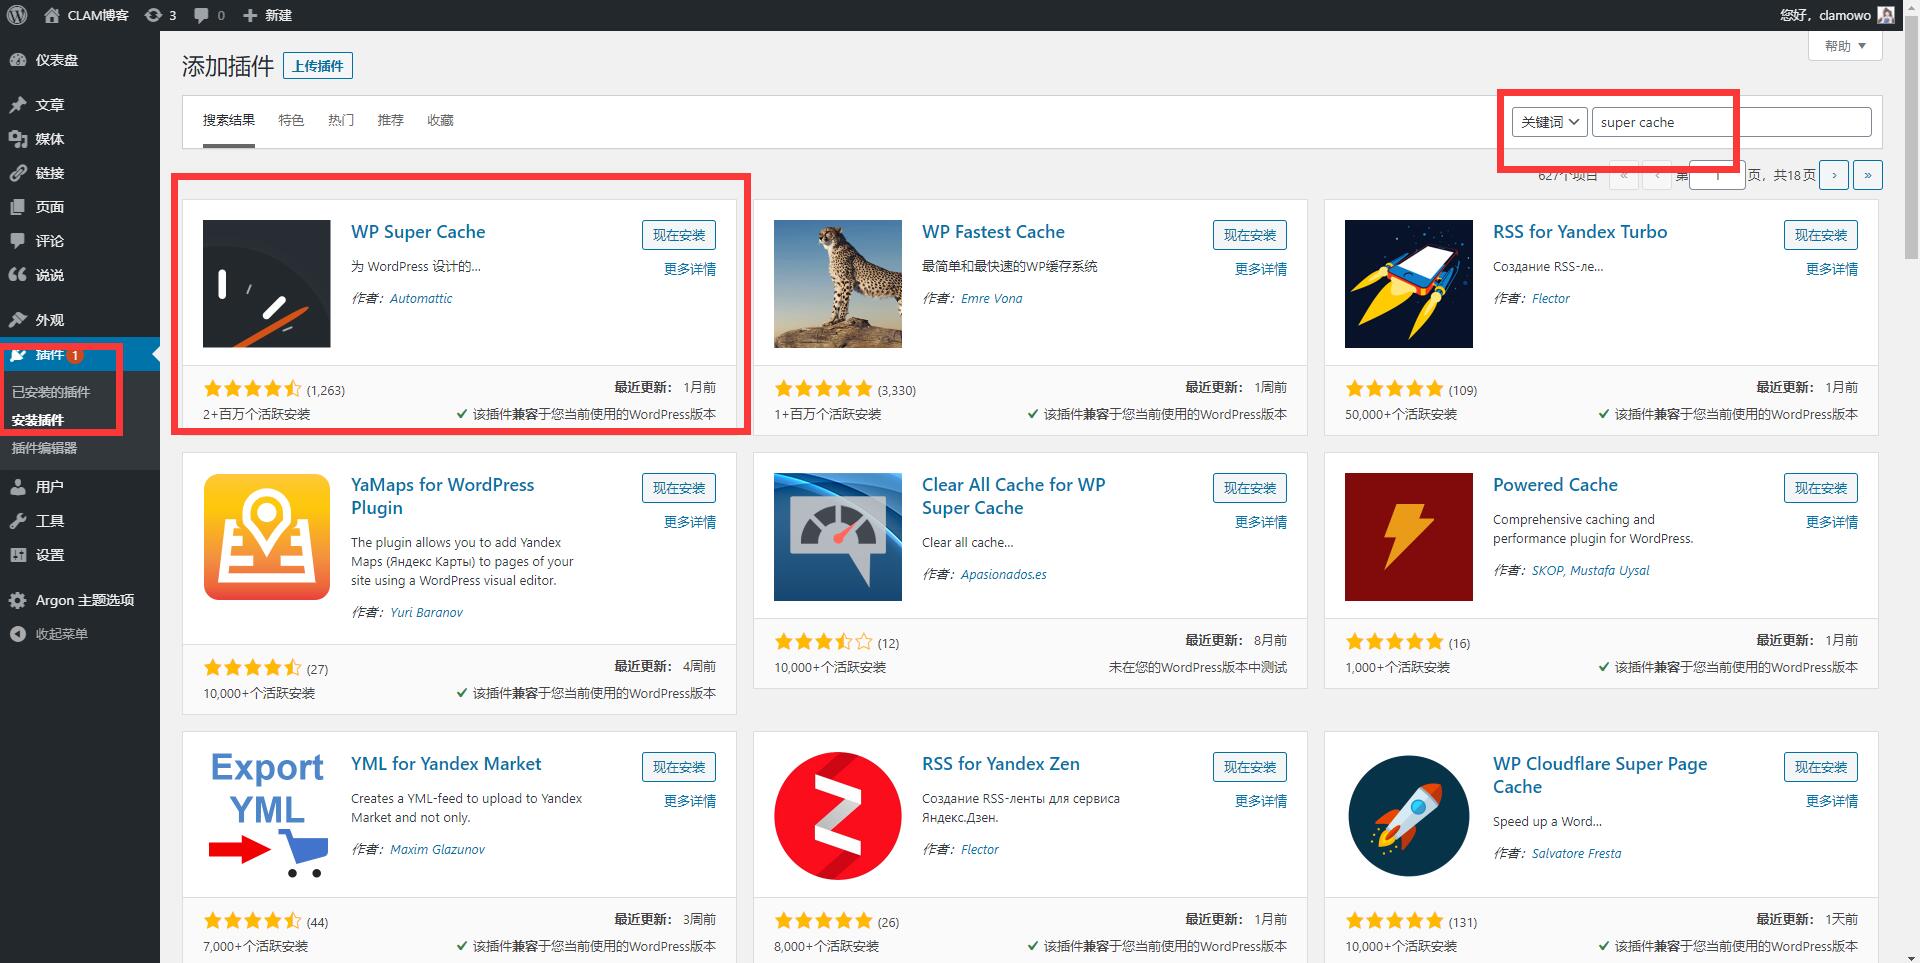 CLAM博客
3
0
新建
您好，clamowo
仪表盘
文章
媒体
链接
页面
评论
说说
外观
插件 1
已安装的插件
安装插件
插件编辑器
用户
工具
设置
Argon 主题选项
收起菜单
帮助
添加插件
上传插件
搜索结果
特色
热门
推荐
收藏
关键词
super cache
627个项目 « ‹ 第 1 页，共18页 › »
WP Super Cache
现在安装
为 WordPress 设计的...
更多详情
作者：Automattic
(1,263)
最近更新： 1月前
2+百万个活跃安装
该插件兼容于您当前使用的WordPress版本
WP Fastest Cache
现在安装
最简单和最快速的WP缓存系统
更多详情
作者：Emre Vona
(3,330)
最近更新： 1周前
1+百万个活跃安装
该插件兼容于您当前使用的WordPress版本
RSS for Yandex Turbo
现在安装
Создание RSS-ле...
更多详情
作者：Flector
(109)
最近更新： 1月前
50,000+个活跃安装
该插件兼容于您当前使用的WordPress版本
YaMaps for WordPress
Plugin
现在安装
更多详情
The plugin allows you to add Yandex
Maps (Яндекс Карты) to pages of your
site using a WordPress visual editor.
作者：Yuri Baranov
(27)
最近更新： 4周前
10,000+个活跃安装
该插件兼容于您当前使用的WordPress版本
Clear All Cache for WP
Super Cache
现在安装
更多详情
Clear all cache...
作者：Apasionados.es
(12)
最近更新： 8月前
10,000+个活跃安装
未在您的WordPress版本中测试
Powered Cache
现在安装
更多详情
Comprehensive caching and
performance plugin for WordPress.
作者：SKOP, Mustafa Uysal
(16)
最近更新： 1月前
1,000+个活跃安装
该插件兼容于您当前使用的WordPress版本
Export
YML
YML for Yandex Market
现在安装
更多详情
Creates a YML-feed to upload to Yandex
Market and not only.
作者：Maxim Glazunov
(44)
最近更新： 3周前
7,000+个活跃安装
该插件兼容于您当前使用的WordPress版本
RSS for Yandex Zen
现在安装
更多详情
Создание RSS-ленты для сервиса
Яндекс.Дзен.
作者：Flector
(26)
最近更新： 1月前
8,000+个活跃安装
该插件兼容于您当前使用的WordPress版本
WP Cloudflare Super Page
Cache
现在安装
更多详情
Speed up a Word...
作者：Salvatore Fresta
(131)
最近更新： 1天前
10,000+个活跃安装
该插件兼容于您当前使用的WordPress版本